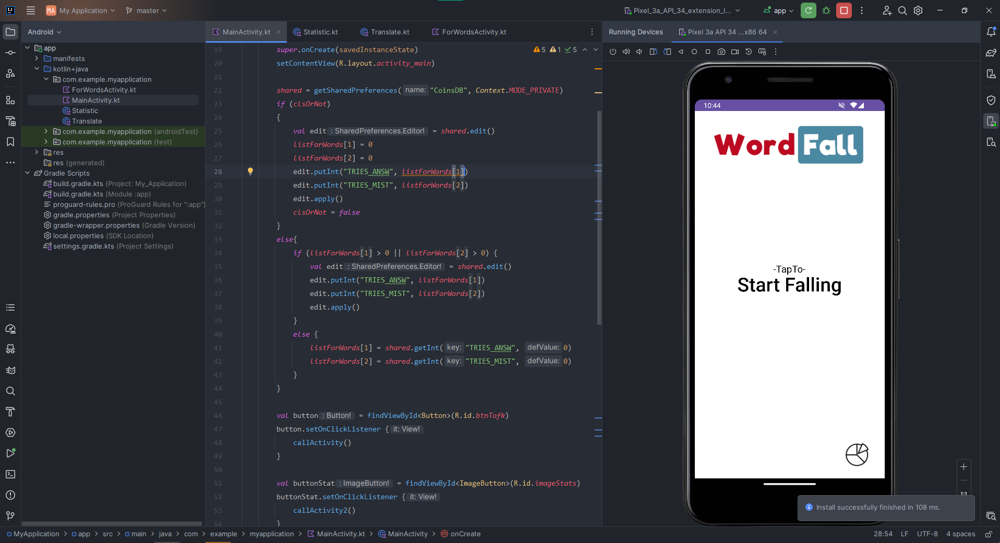 IJ
MA My Application
master
Pixel_3a_API_34_extension_l...
app
Android
MainActivity.kt
Statistic.kt
Translate.kt
ForWordsActivity.kt
Running Devices
Pixel 3a API 34 ...x86 64
app
manifests
kotlin+java
com.example.myapplication
ForWordsActivity.kt
MainActivity.kt
Statistic
Translate
com.example.myapplication (androidTest)
com.example.myapplication (test)
res
res (generated)
Gradle Scripts
build.gradle.kts (Project: My_Application)
build.gradle.kts (Module :app)
proguard-rules.pro (ProGuard Rules for ":app")
gradle.properties (Project Properties)
gradle-wrapper.properties (Gradle Version)
local.properties (SDK Location)
settings.gradle.kts (Project Settings)
5 1 5
19 super.onCreate(savedInstanceState)
20 setContentView(R.layout.activity_main)
21
22 shared = getSharedPreferences( name: "CoinsDB", Context.MODE_PRIVATE)
23 if (clsOrNot)
24 {
25 val edit : SharedPreferences.Editor! = shared.edit()
26 listForWords[1] = 0
27 listForWords[2] = 0
28 edit.putInt("TRIES_ANSW", listForWords[1])
29 edit.putInt("TRIES_MIST", listForWords[2])
30 edit.apply()
31 clsOrNot = false
32 }
33 else{
34 if (listForWords[1] > 0 || listForWords[2] > 0) {
35 val edit : SharedPreferences.Editor! = shared.edit()
36 edit.putInt("TRIES_ANSW", listForWords[1])
37 edit.putInt("TRIES_MIST", listForWords[2])
38 edit.apply()
39 }
40 else {
41 listForWords[1] = shared.getInt( key: "TRIES_ANSW", defValue: 0)
42 listForWords[2] = shared.getInt( key: "TRIES_MIST", defValue: 0)
43 }
44 }
45
46 val button : Button! = findViewById<Button>(R.id.btnTofk)
47 button.setOnClickListener { it: View!
48 callActivity()
49 }
50
51 val buttonStat : ImageButton! = findViewById<ImageButton>(R.id.imageStats)
52 buttonStat.setOnClickListener { it: View!
53 callActivity2()
54 }
10:44
Word Fall
-TapTo-
Start Falling
1:1
Install successfully finished in 108 ms.
MyApplication > app > src > main > java > com > example > myapplication > MainActivity.kt > MainActivity > onCreate
28:54 LF UTF-8 4 spaces